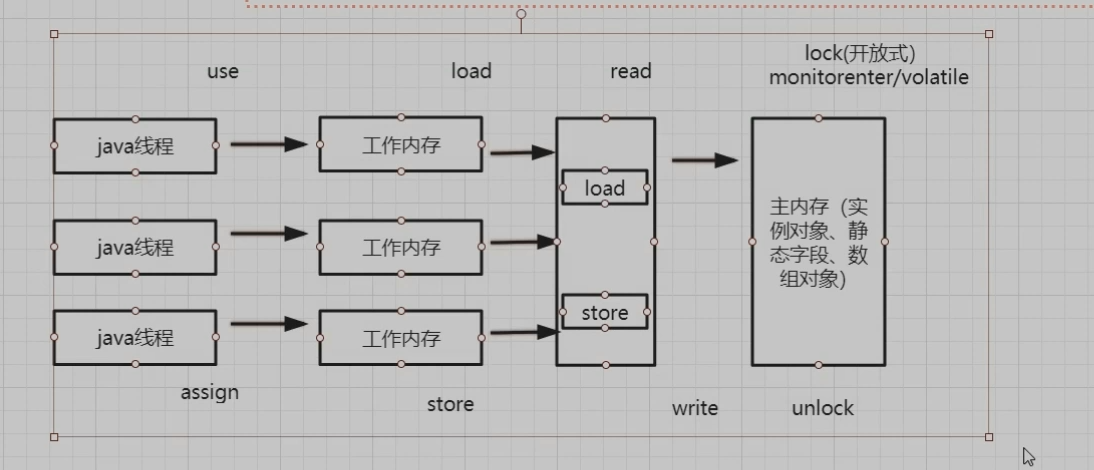 lock(开放式)
monitorenter/volatile
use
load
read
java线程
工作内存
load
java线程
工作内存
主内存（实
例对象、静
态字段、数
组对象）
java线程
工作内存
store
assign
store
write
unlock